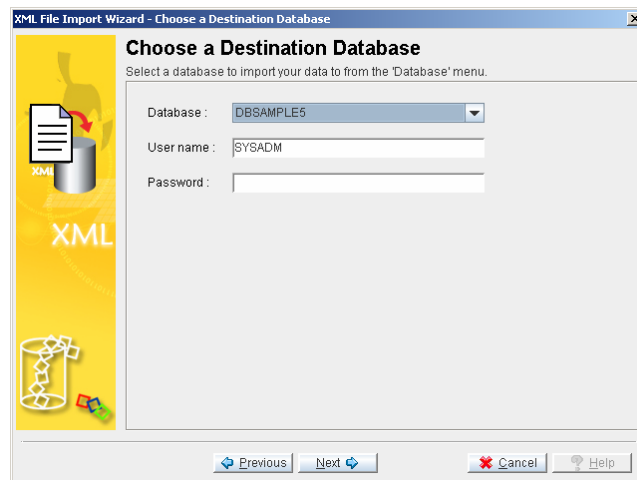 XML File Import Wizard - Choose a Destination Database
Choose a Destination Database
Select a database to import your data to from the 'Database' menu.
Database : DBSAMPLE5
User name : SYSADM
Password :
XML
XML
Previous Next Cancel Help